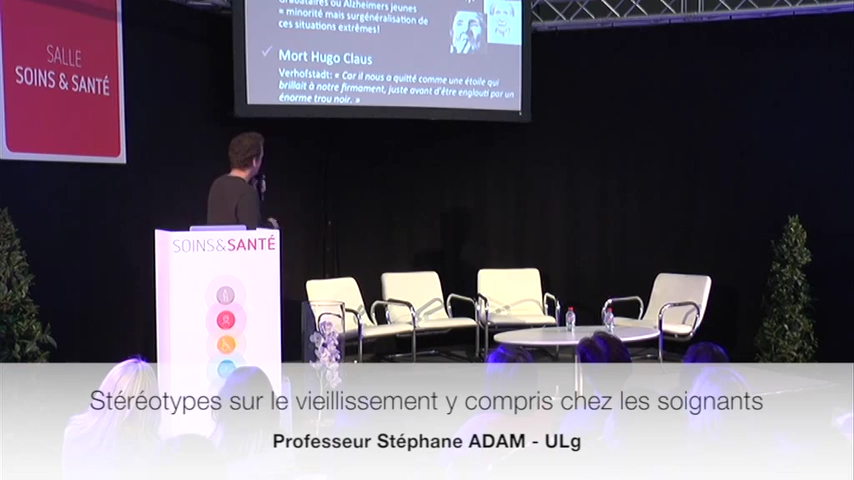 Grabataires ou Alzheimers jeunes
« minorité mais surgénéralisation de
ces situations extrêmes!
✓ Mort Hugo Claus
Verhofstadt: « Car il nous a quitté comme une étoile qui
brillait à notre firmament, juste avant d'être englouti par un
énorme trou noir. »
SALLE
SOINS & SANTÉ
SOINS&SANTÉ
Stéréotypes sur le vieillissement y compris chez les soignants
Professeur Stéphane ADAM - ULg